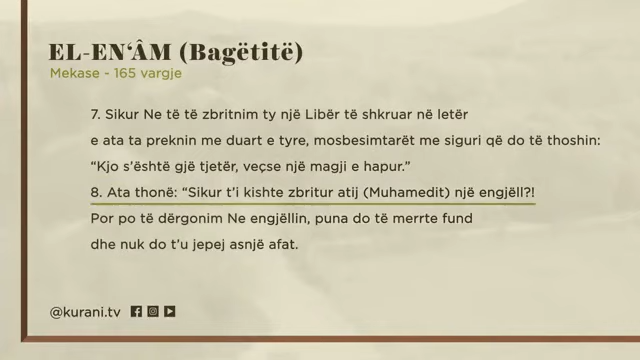 EL-EN‘ÂM (Bagëtitë)
Mekase - 165 vargje
7. Sikur Ne të të zbritnim ty një Libër të shkruar në letër
e ata ta preknin me duart e tyre, mosbesimtarët me siguri që do të thoshin:
“Kjo s’është gjë tjetër, veçse një magji e hapur.”
8. Ata thonë: “Sikur t’i kishte zbritur atij (Muhamedit) një engjëll?!
Por po të dërgonim Ne engjëllin, puna do të merrte fund
dhe nuk do t’u jepej asnjë afat.
@kurani.tv